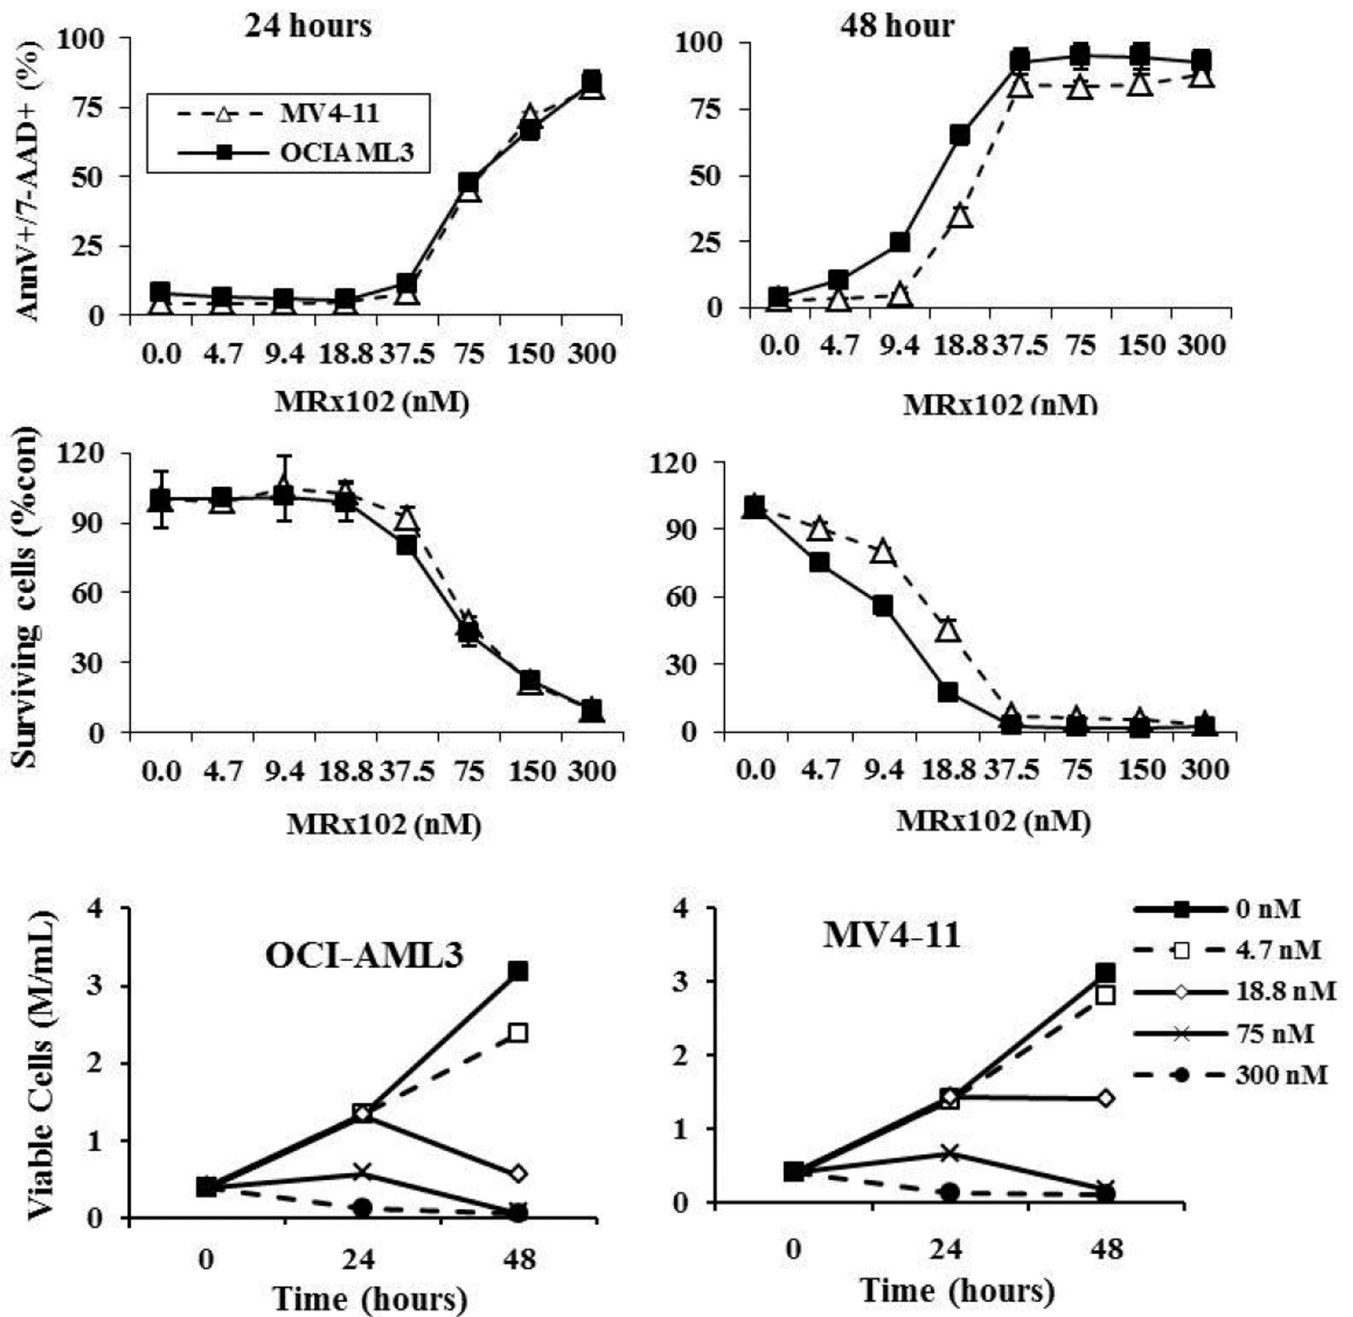 24 hours
48 hour
AnnV+/7-AAD+ (%)
100
75
50
25
0
MV4-11
OCIAML3
0.0 4.7 9.4 18.8 37.5 75 150 300
MRx102 (nM)
100
75
50
25
0
0.0 4.7 9.4 18.8 37.5 75 150 300
MRx102 (nM)
Surviving cells (%con)
120
90
60
30
0
0.0 4.7 9.4 18.8 37.5 75 150 300
MRx102 (nM)
120
90
60
30
0
0.0 4.7 9.4 18.8 37.5 75 150 300
MRx102 (nM)
Viable Cells (M/mL)
4
3
2
1
0
OCI-AML3
0 24 48
Time (hours)
4
3
2
1
0
MV4-11
0 24 48
Time (hours)
0 nM
4.7 nM
18.8 nM
75 nM
300 nM